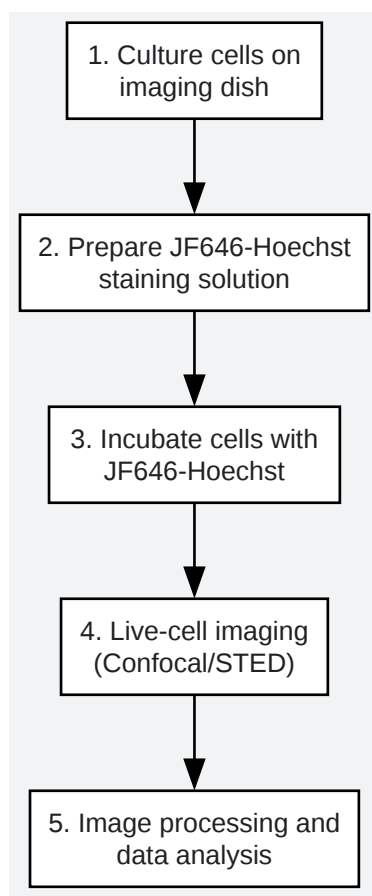 1. Culture cells on
imaging dish
2. Prepare JF646-Hoechst
staining solution
3. Incubate cells with
JF646-Hoechst
4. Live-cell imaging
(Confocal/STED)
5. Image processing and
data analysis